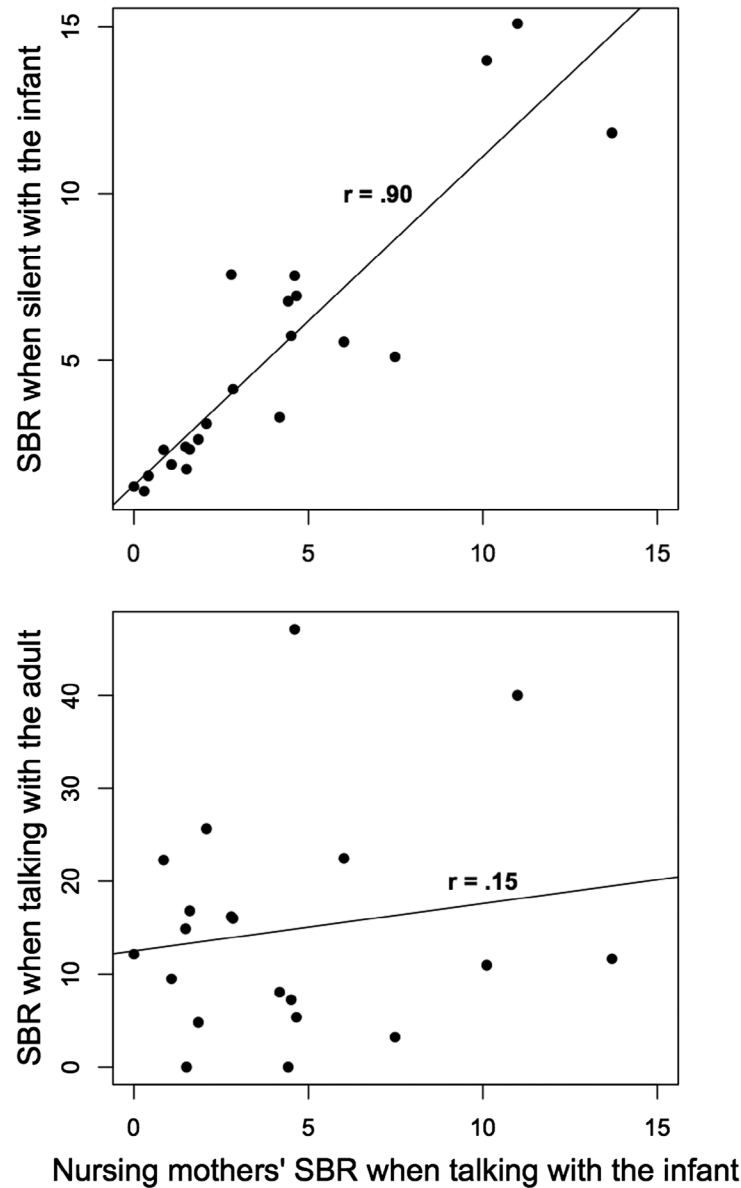 SBR when silent with the infant
15
10
5
r = .90
0 5 10 15
SBR when talking with the adult
40
30
20
10
0
r = .15
0 5 10 15
Nursing mothers' SBR when talking with the infant